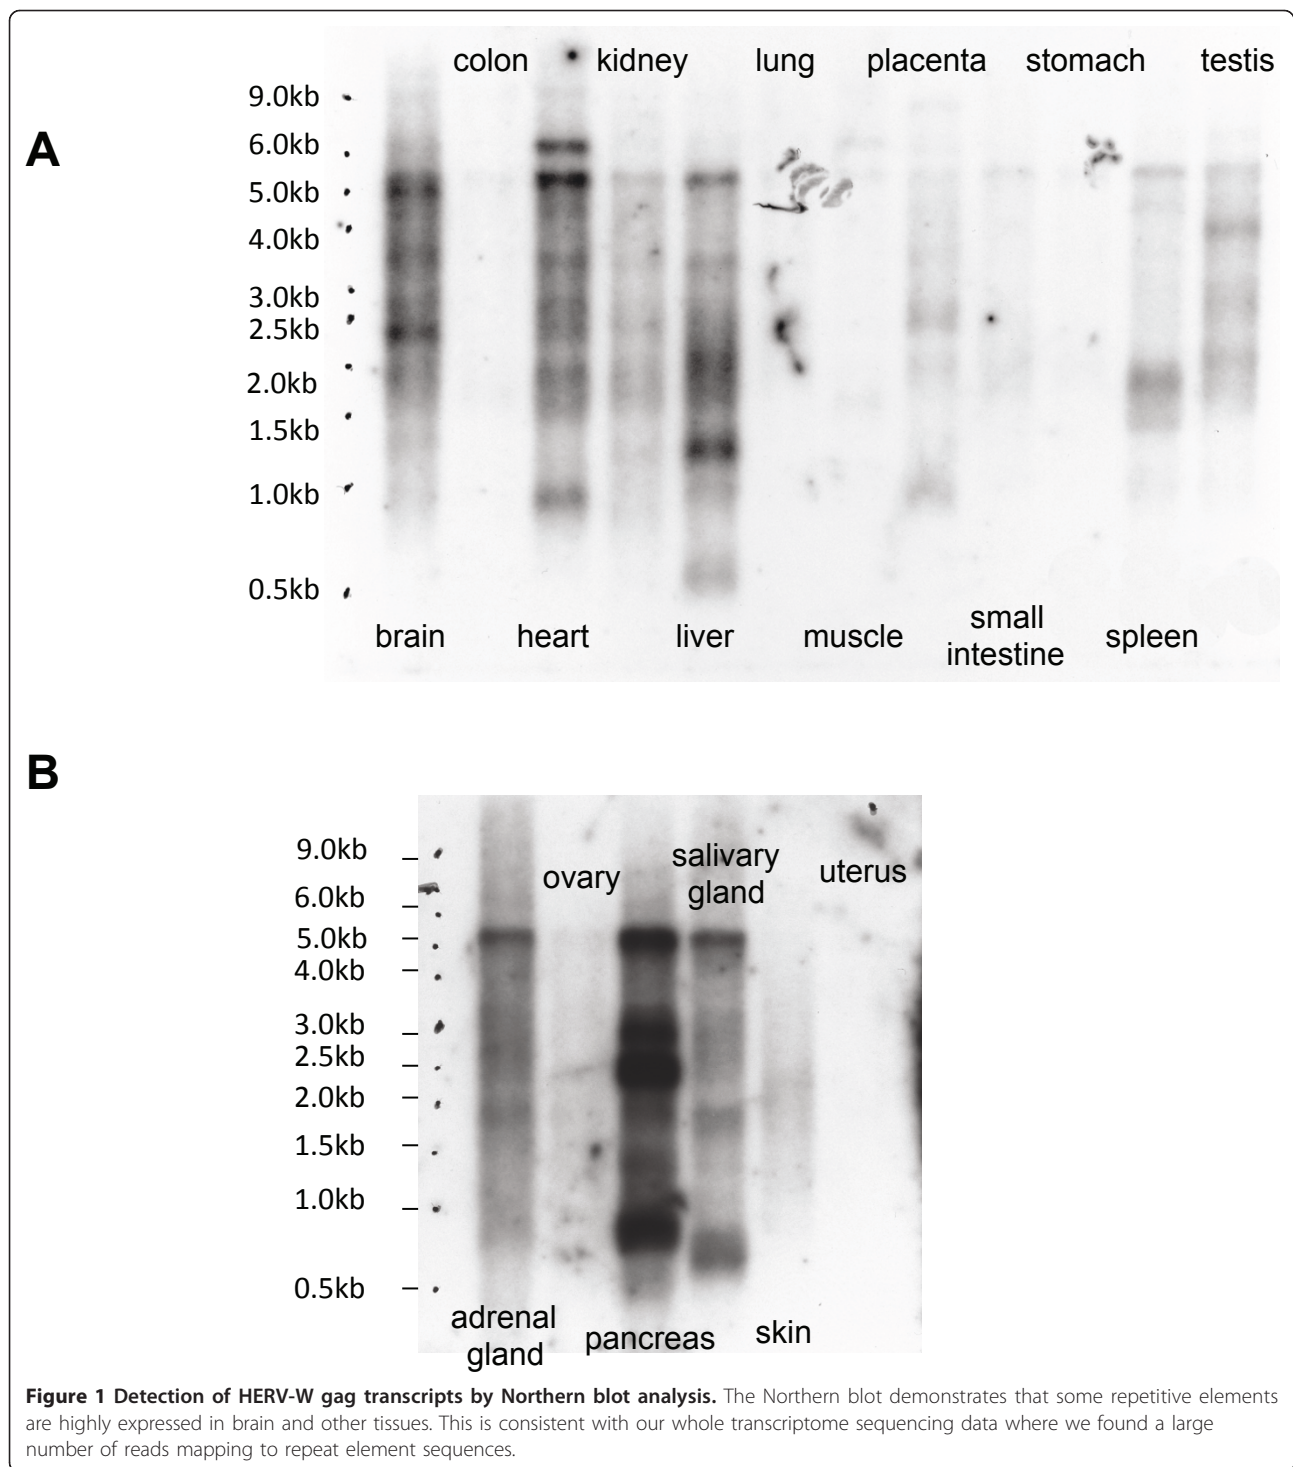 colon kidney lung placenta stomach testis
A
9.0kb
6.0kb
5.0kb
4.0kb
3.0kb
2.5kb
2.0kb
1.5kb
1.0kb
0.5kb
brain heart liver muscle small intestine spleen
B
9.0kb
6.0kb
5.0kb
4.0kb
3.0kb
2.5kb
2.0kb
1.5kb
1.0kb
0.5kb
ovary salivary gland uterus
adrenal gland pancreas skin
Figure 1 Detection of HERV-W gag transcripts by Northern blot analysis. The Northern blot demonstrates that some repetitive elements
are highly expressed in brain and other tissues. This is consistent with our whole transcriptome sequencing data where we found a large
number of reads mapping to repeat element sequences.